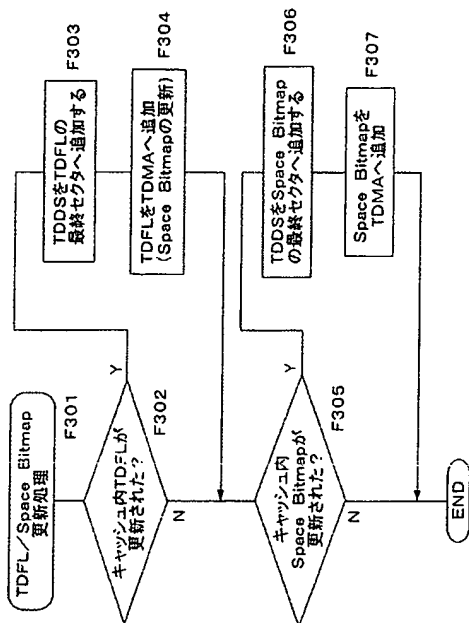 TDFL/Space Bitmap
更新処理
F301
キャッシュ内TDFLが
更新された?
F302
Y
N
TDDSをTDFLの
最終セクタへ追加する
F303
TDFLをTDMAへ追加
(Space Bitmapの更新)
F304
キャッシュ内
Space Bitmapが
更新された?
F305
Y
N
TDDSをSpace Bitmap
の最終セクタへ追加する
F306
Space Bitmapを
TDMAへ追加
F307
END